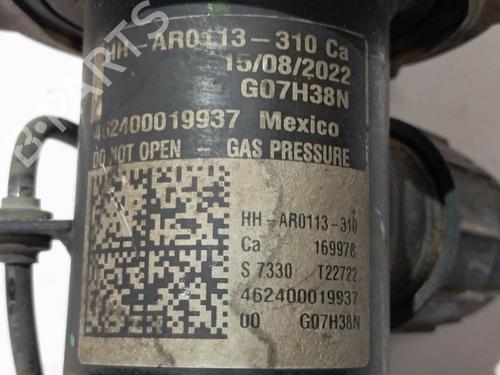 HH-AR0113-310 Ca
15/08/2022
G07H38N
462400019937 Mexico
DO NOT OPEN - GAS PRESSURE
HH-AR0113-310
Ca 169978
S 7330 T22722
462400019937
00 G07H38N
B-Parts